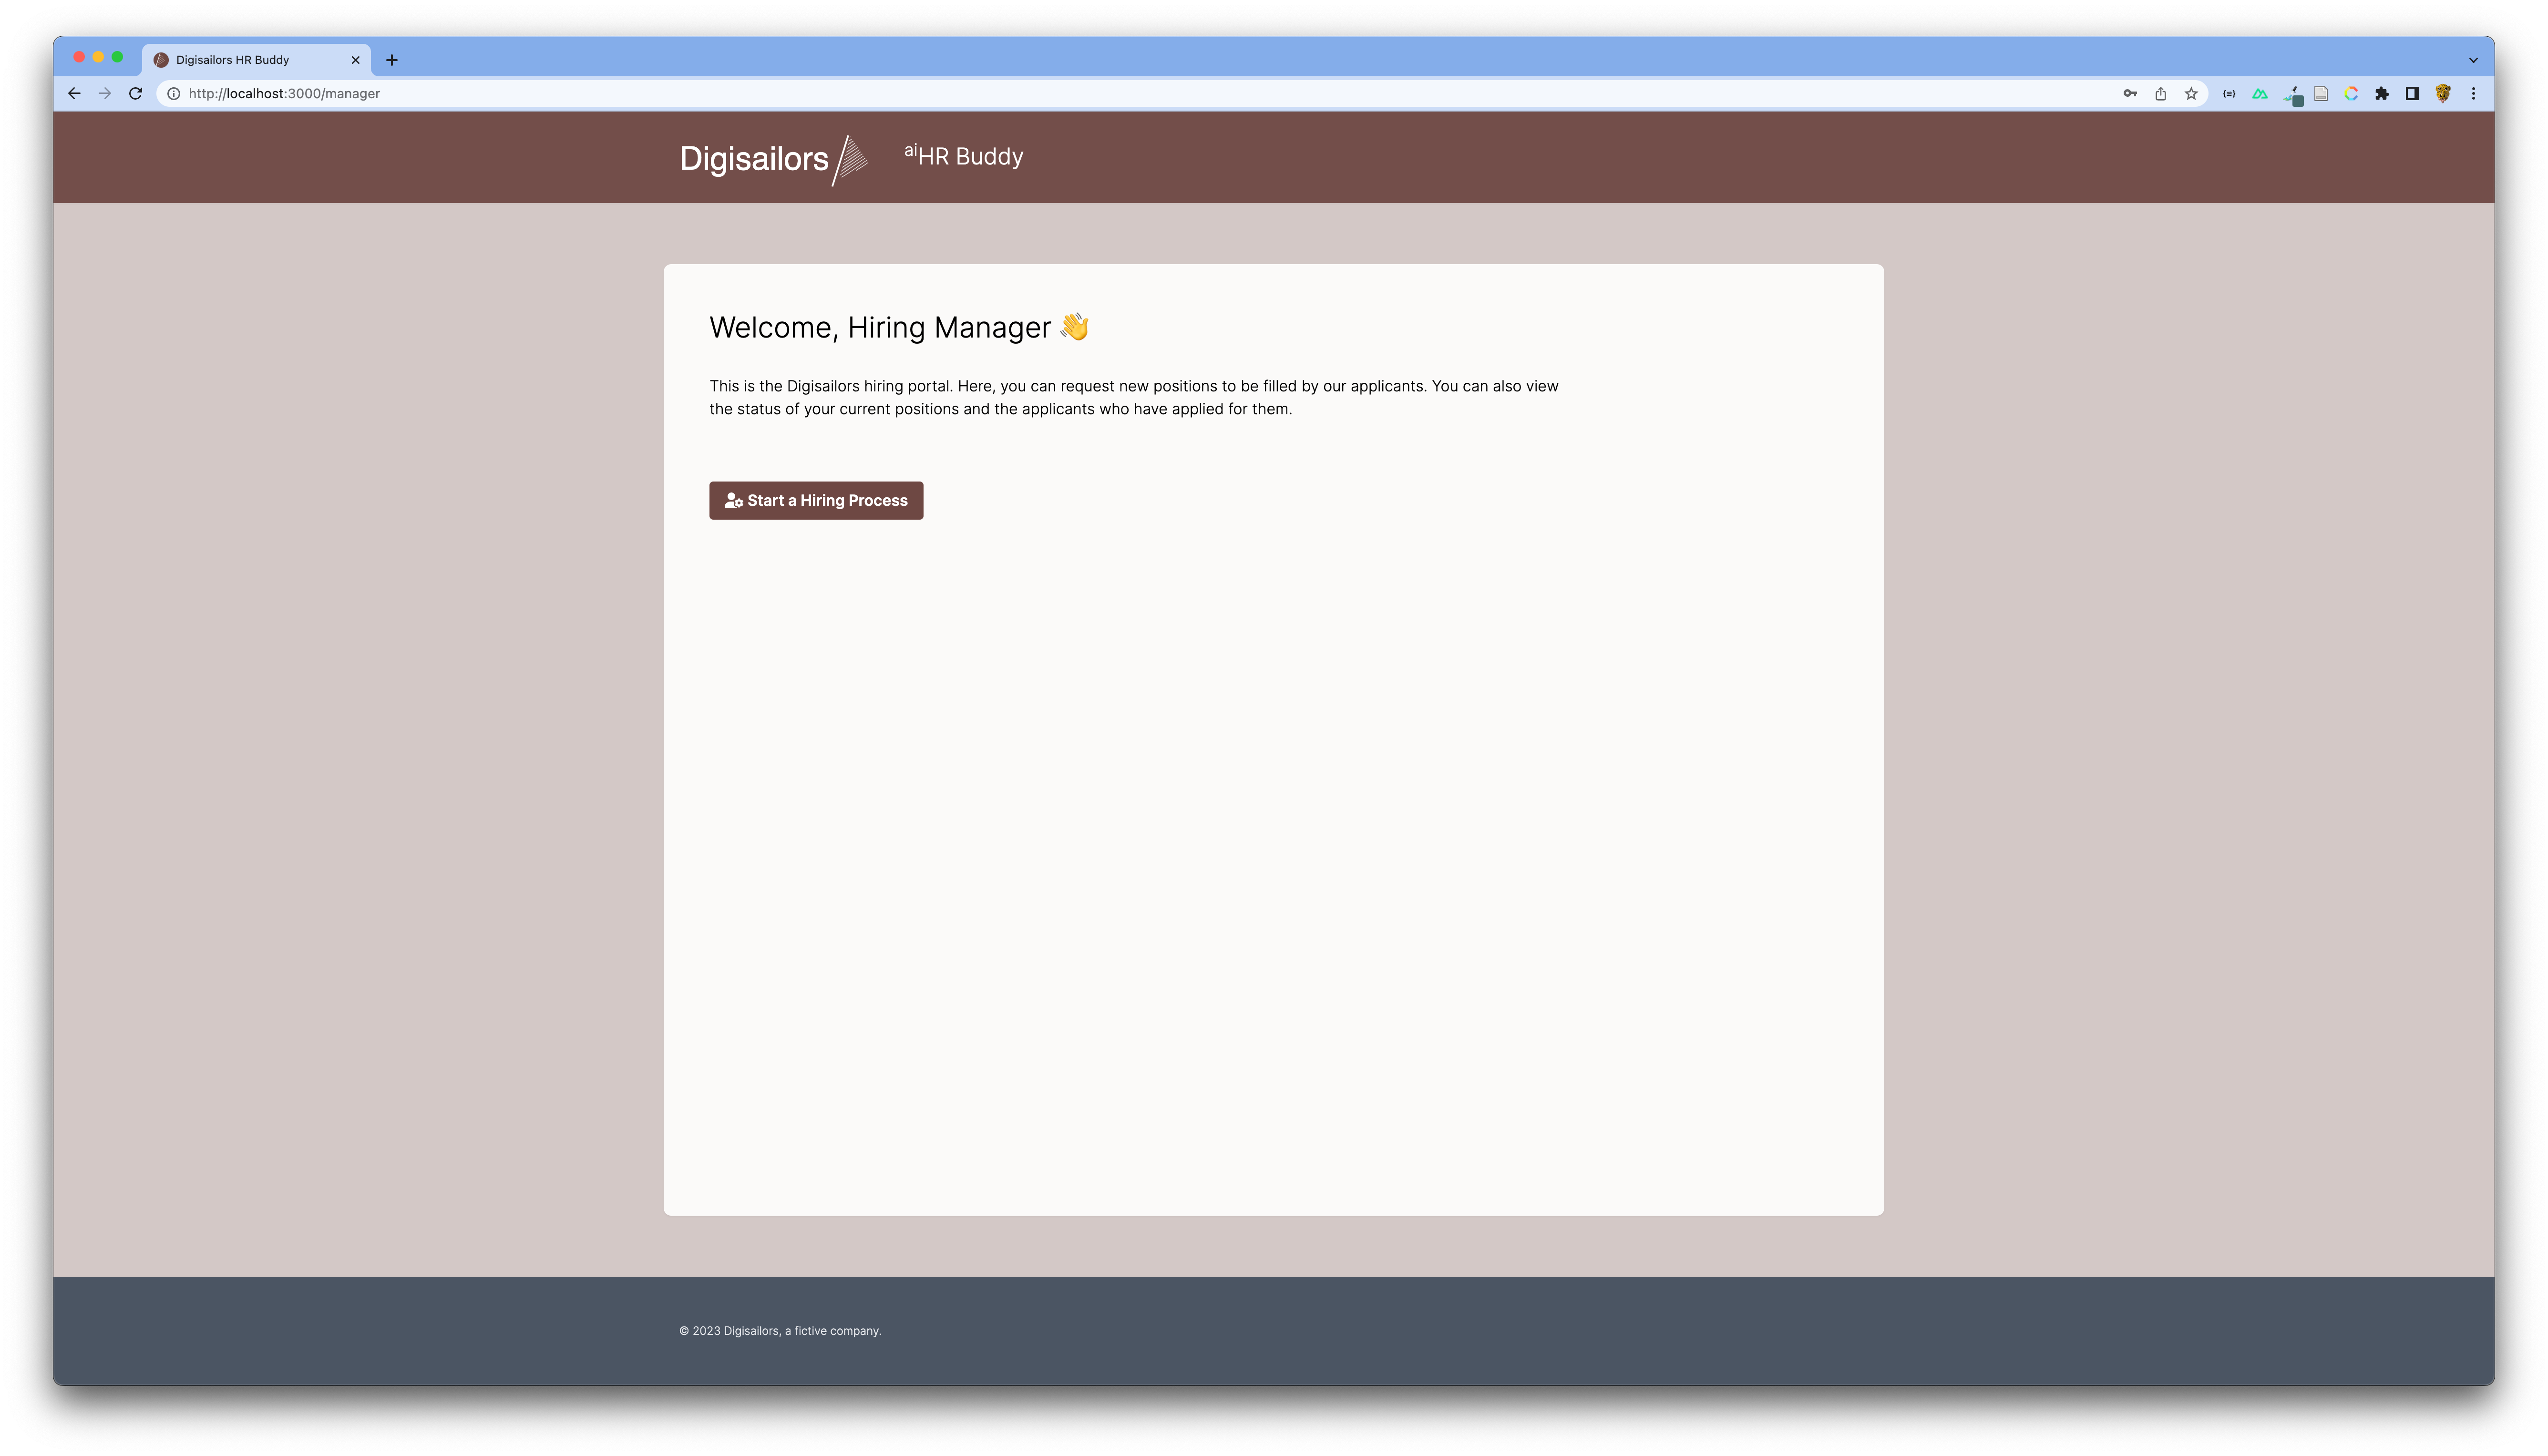 Digisailors HR Buddy
http://localhost:3000/manager
Digisailors
aiHR Buddy
Welcome, Hiring Manager 👋
This is the Digisailors hiring portal. Here, you can request new positions to be filled by our applicants. You can also view
the status of your current positions and the applicants who have applied for them.
Start a Hiring Process
© 2023 Digisailors, a fictive company.